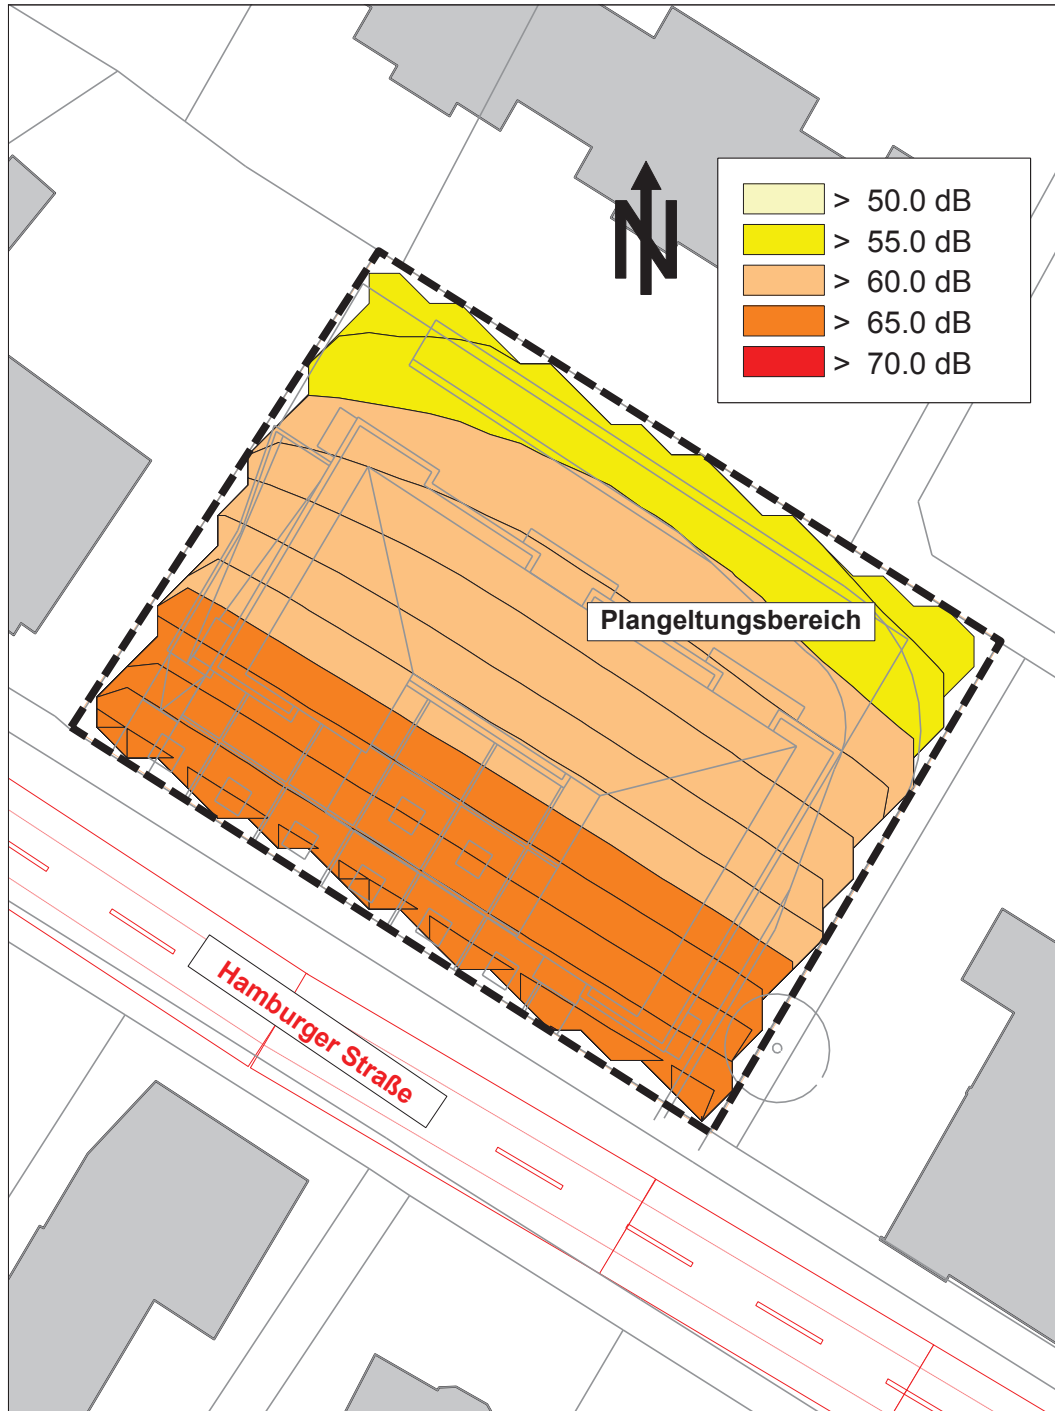 N
> 50.0 dB
> 55.0 dB
> 60.0 dB
> 65.0 dB
> 70.0 dB
Plangeltungsbereich
Hamburger Straße